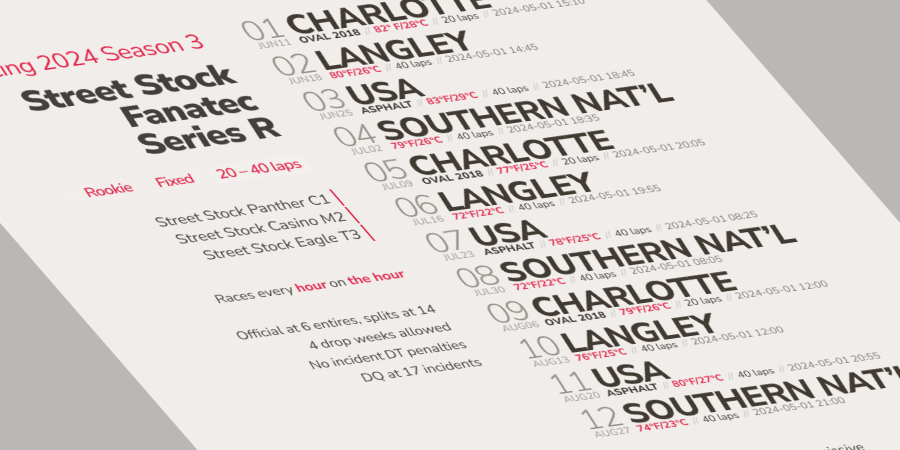 ing 2024 Season 3
Street Stock
Fanatec
Series R
Rookie Fixed 20 – 40 laps
Street Stock Panther C1
Street Stock Casino M2
Street Stock Eagle T3
Races every hour on the hour
Official at 6 entires, splits at 14
4 drop weeks allowed
No incident DT penalties
DQ at 17 incidents
01 CHARLOTTE
JUN11 OVAL 2018 // 82°F/28°C // 20 laps // 2024-05-01 15:10
02 LANGLEY
JUN18 80°F/26°C // 40 laps // 2024-05-01 14:45
03 USA
JUN25 ASPHALT // 83°F/29°C // 40 laps // 2024-05-01 18:45
04 SOUTHERN NAT'L
JUL02 79°F/26°C // 40 laps // 2024-05-01 18:35
05 CHARLOTTE
JUL09 OVAL 2018 // 77°F/25°C // 20 laps // 2024-05-01 20:05
06 LANGLEY
JUL16 72°F/22°C // 40 laps // 2024-05-01 19:55
07 USA
JUL23 ASPHALT // 78°F/25°C // 40 laps // 2024-05-01 08:25
08 SOUTHERN NAT'L
JUL30 72°F/22°C // 40 laps // 2024-05-01 08:05
09 CHARLOTTE
AUG06 OVAL 2018 // 79°F/26°C // 20 laps // 2024-05-01 12:00
10 LANGLEY
AUG13 76°F/25°C // 40 laps // 2024-05-01 12:00
11 USA
AUG20 ASPHALT // 80°F/27°C // 40 laps // 2024-05-01 20:55
12 SOUTHERN NAT'L
AUG27 74°F/23°C // 40 laps // 2024-05-01 21:00